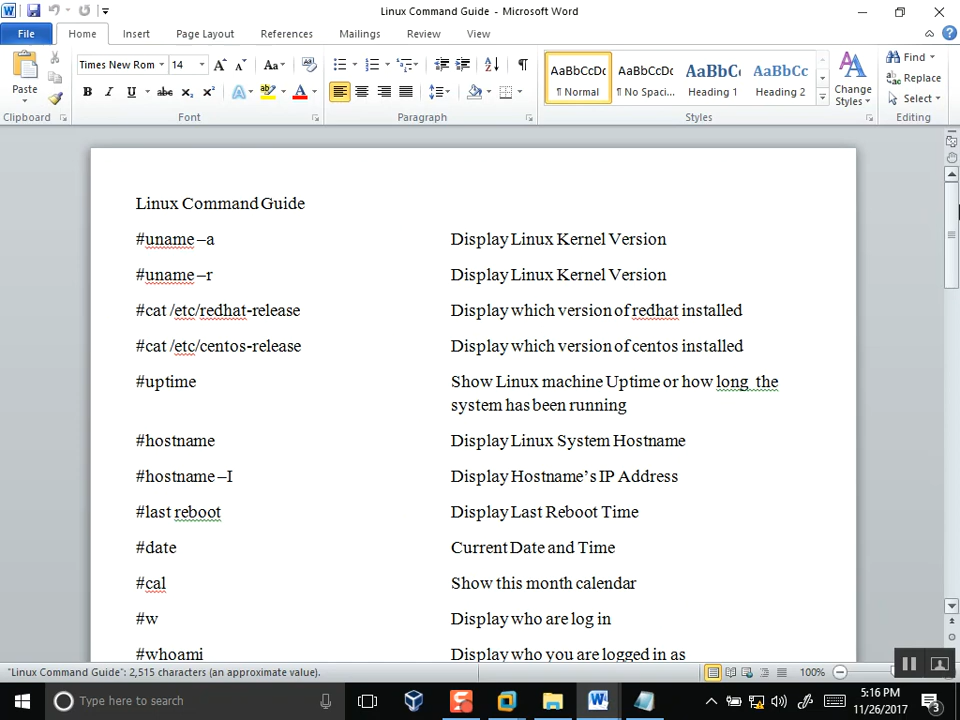 Linux Command Guide - Microsoft Word
File Home Insert Page Layout References Mailings Review View
Times New Rom 14 Aa
AaBbCcDc AaBbCcDc AaBbCc AaBbCc
Find
Replace
Select
Paste
B I U abc x₂ x² A ab A
¶ Normal ¶ No Spaci... Heading 1 Heading 2
Change Styles
Clipboard Font Paragraph Styles Editing
Linux Command Guide
#uname –a Display Linux Kernel Version
#uname –r Display Linux Kernel Version
#cat /etc/redhat-release Display which version of redhat installed
#cat /etc/centos-release Display which version of centos installed
#uptime Show Linux machine Uptime or how long the
system has been running
#hostname Display Linux System Hostname
#hostname –I Display Hostname's IP Address
#last reboot Display Last Reboot Time
#date Current Date and Time
#cal Show this month calendar
#w Display who are log in
#whoami Display who you are logged in as
"Linux Command Guide": 2,515 characters (an approximate value). 100%
Type here to search
5:16 PM
11/26/2017
3